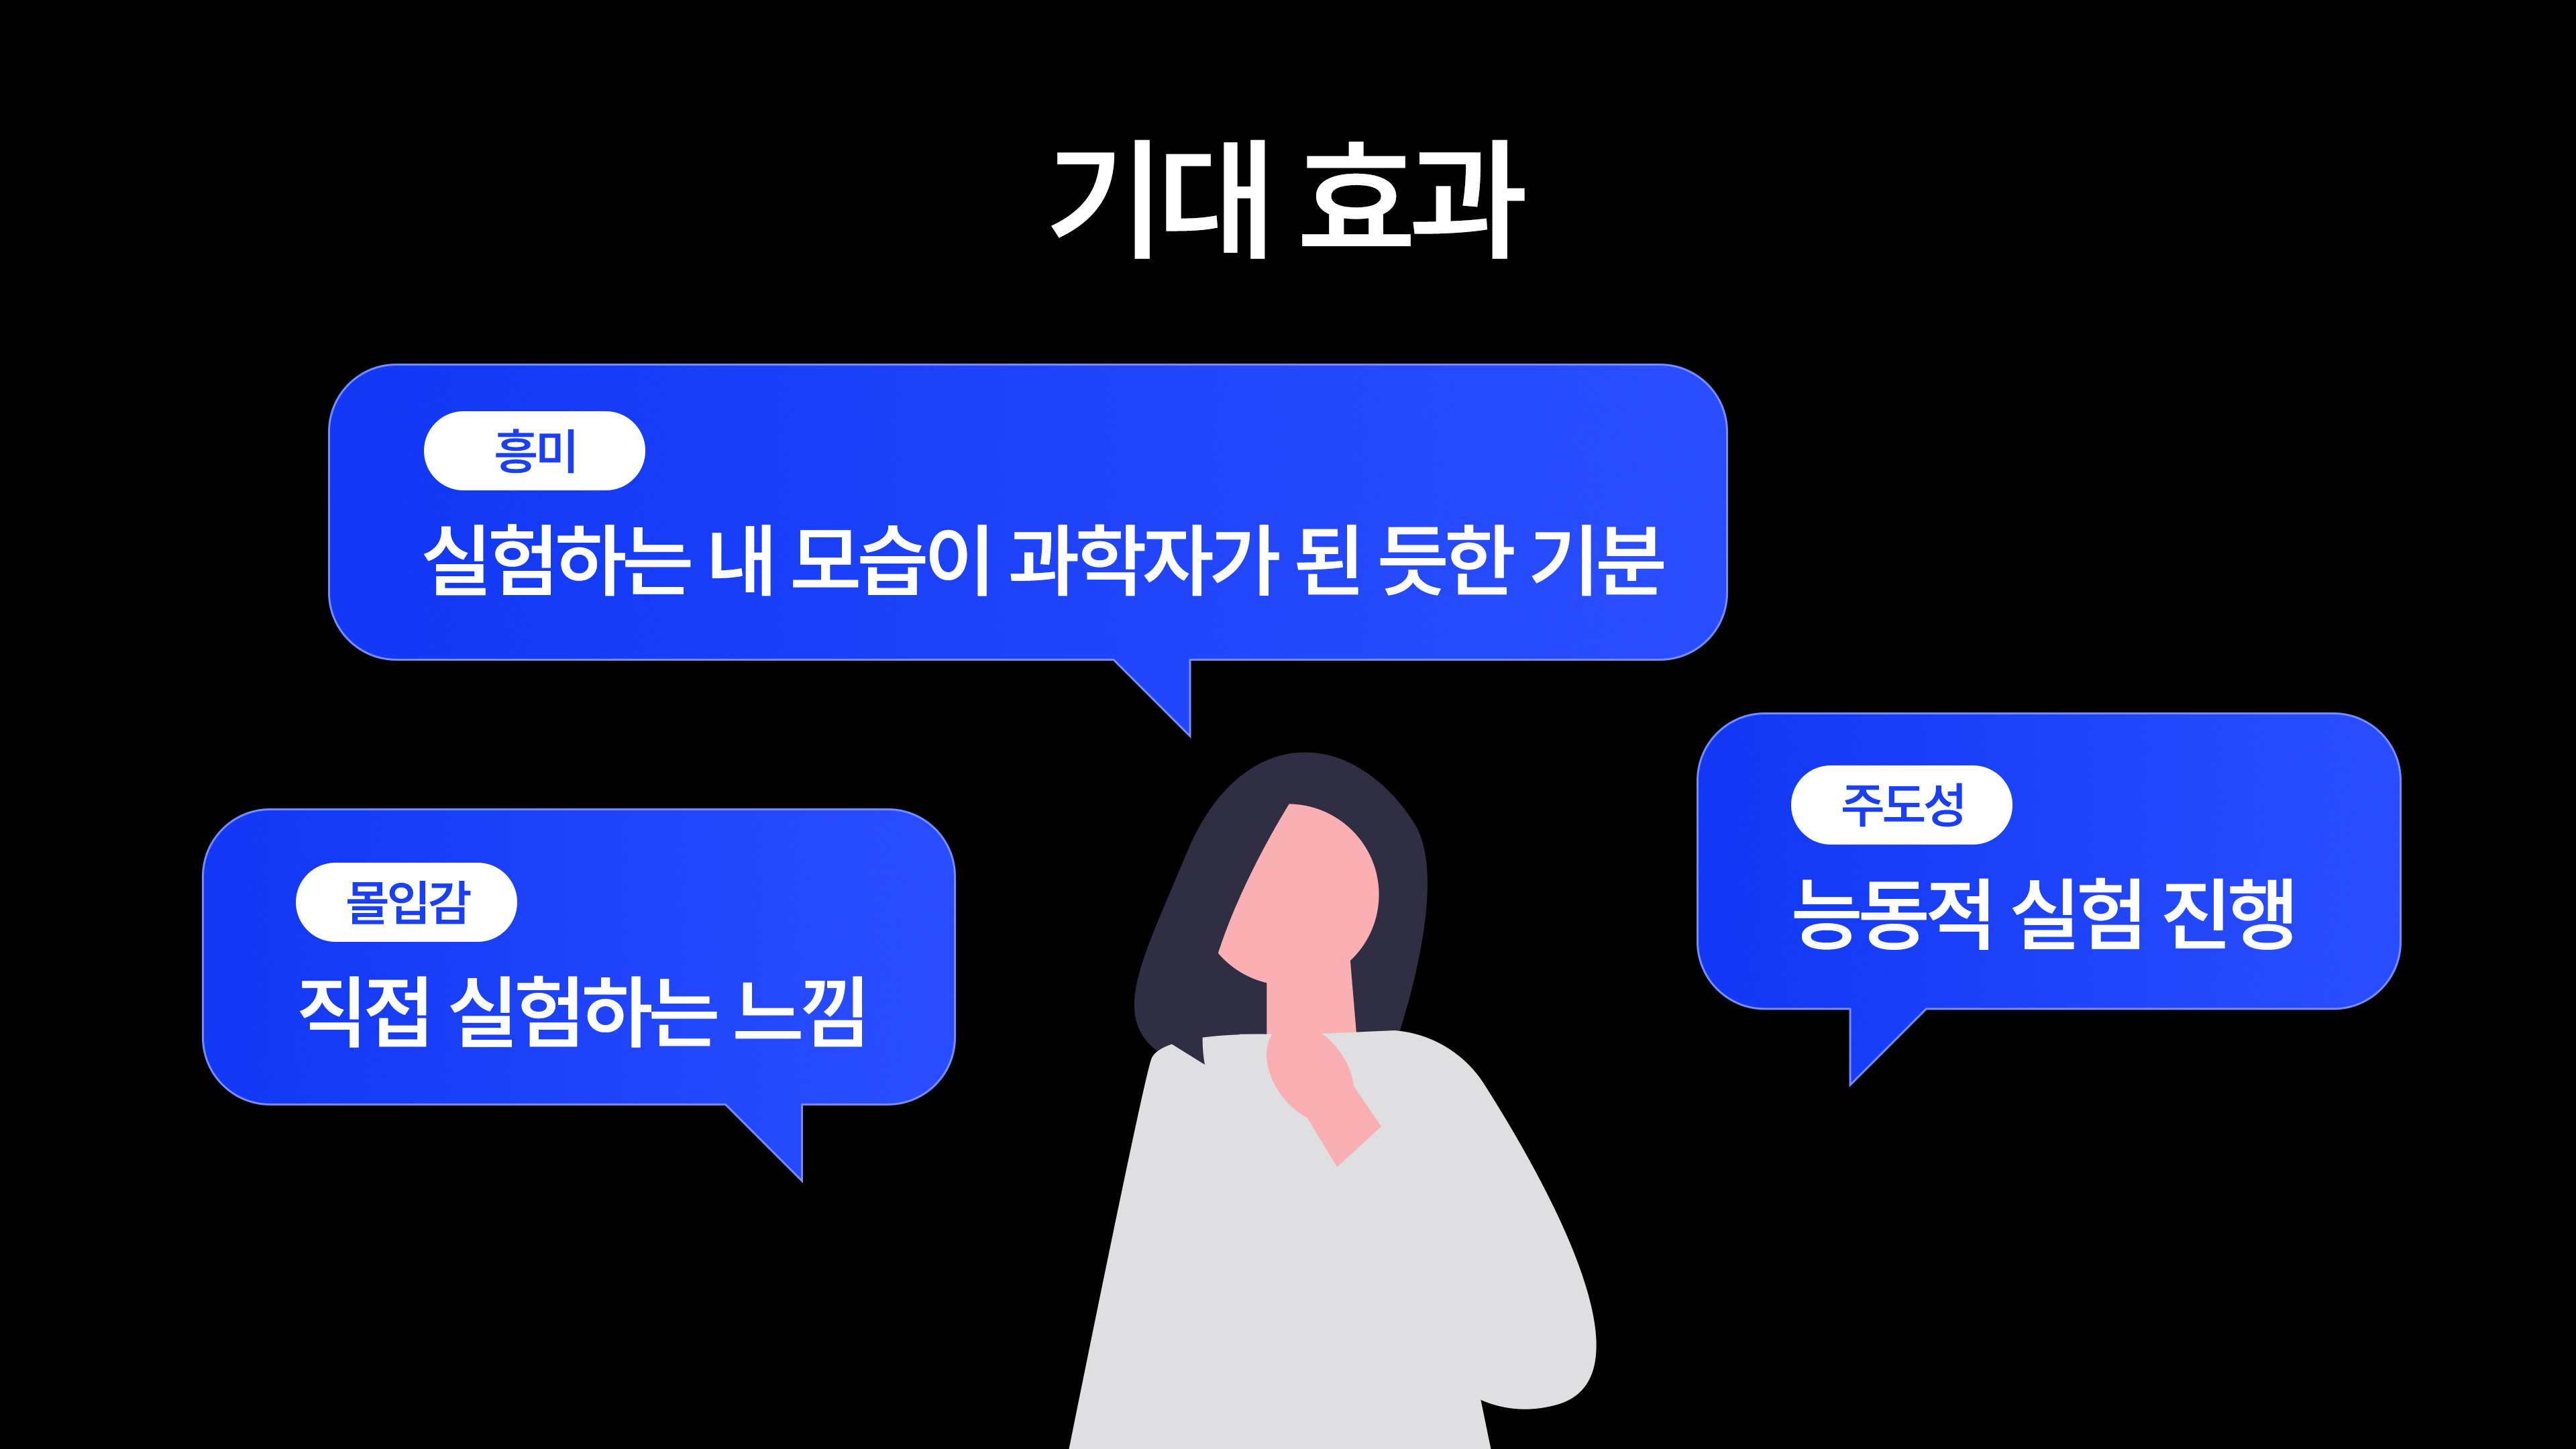 기대 효과
흥미
실험하는 내 모습이 과학자가 된 듯한 기분
몰입감
직접 실험하는 느낌
주도성
능동적 실험 진행